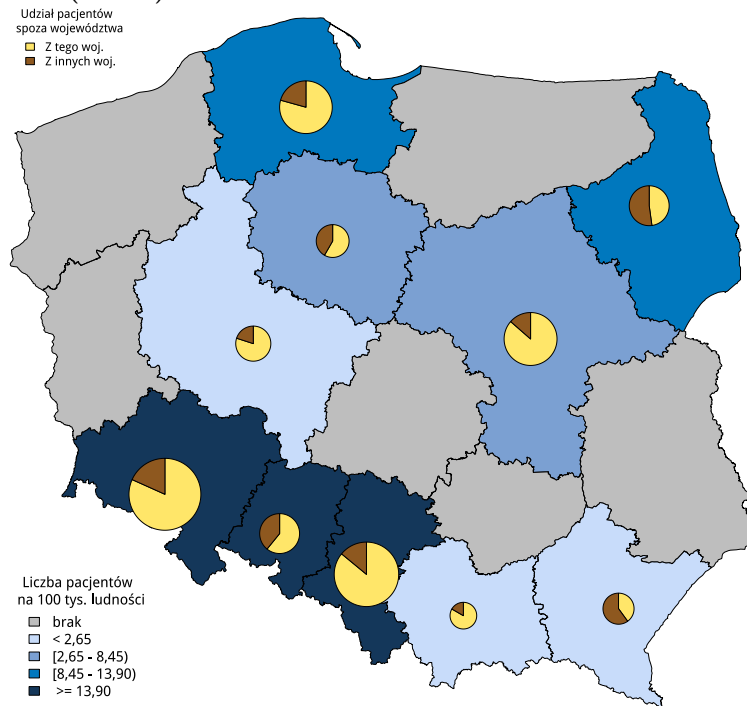 Udział pacjentów
spoza województwa
Z tego woj.
Z innych woj.
Liczba pacjentów
na 100 tys. ludności
brak
< 2,65
[2,65 - 8,45)
[8,45 - 13,90)
>= 13,90